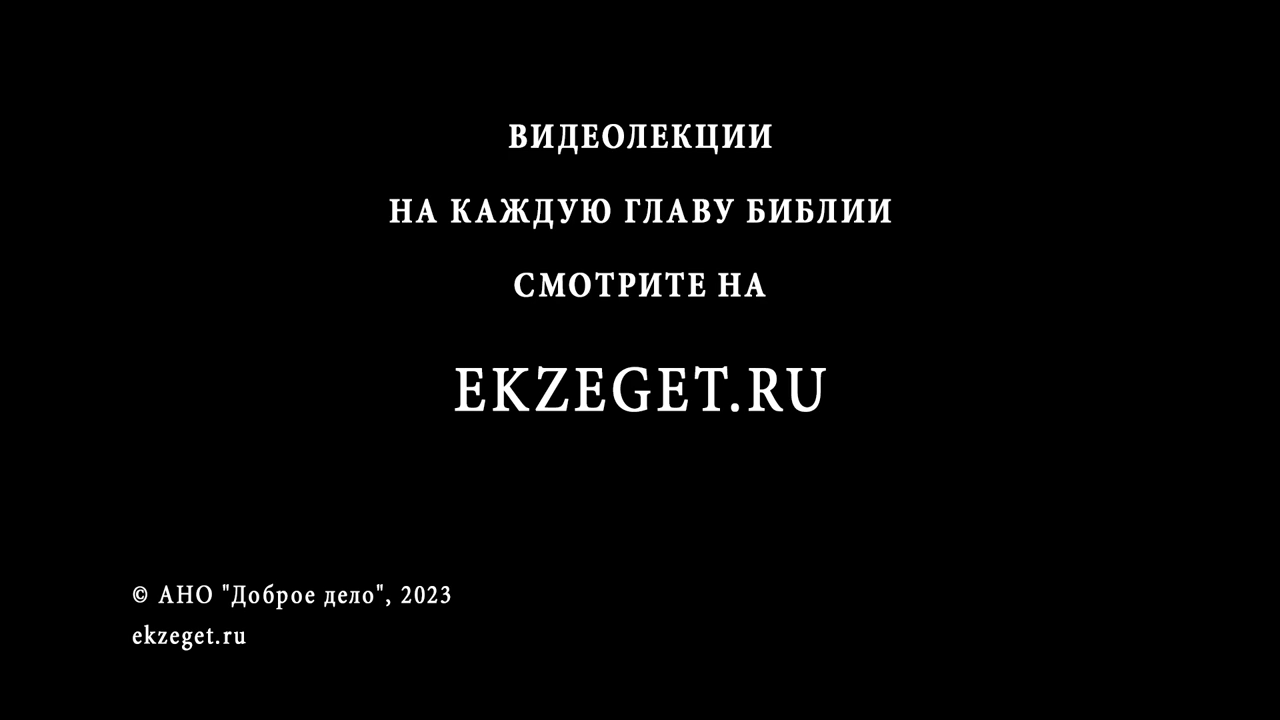 ВИДЕОЛЕКЦИИ
НА КАЖДУЮ ГЛАВУ БИБЛИИ
СМОТРИТЕ НА
EKZEGET.RU
© АНО "Доброе дело", 2023
ekzeget.ru